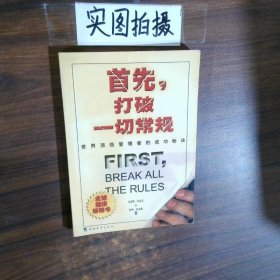 实图拍摄
首先,
打破
一切常规
世界顶级管理者的成功秘诀
FIRST,
BREAK ALL
THE RULES